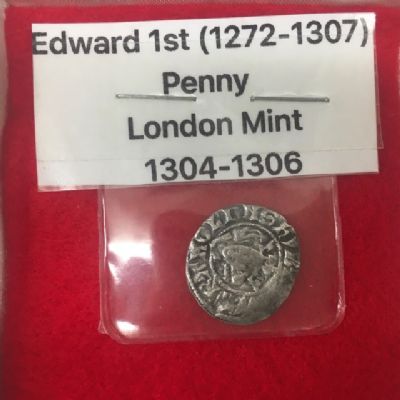 Edward 1st (1272-1307)
Penny
London Mint
1304-1306